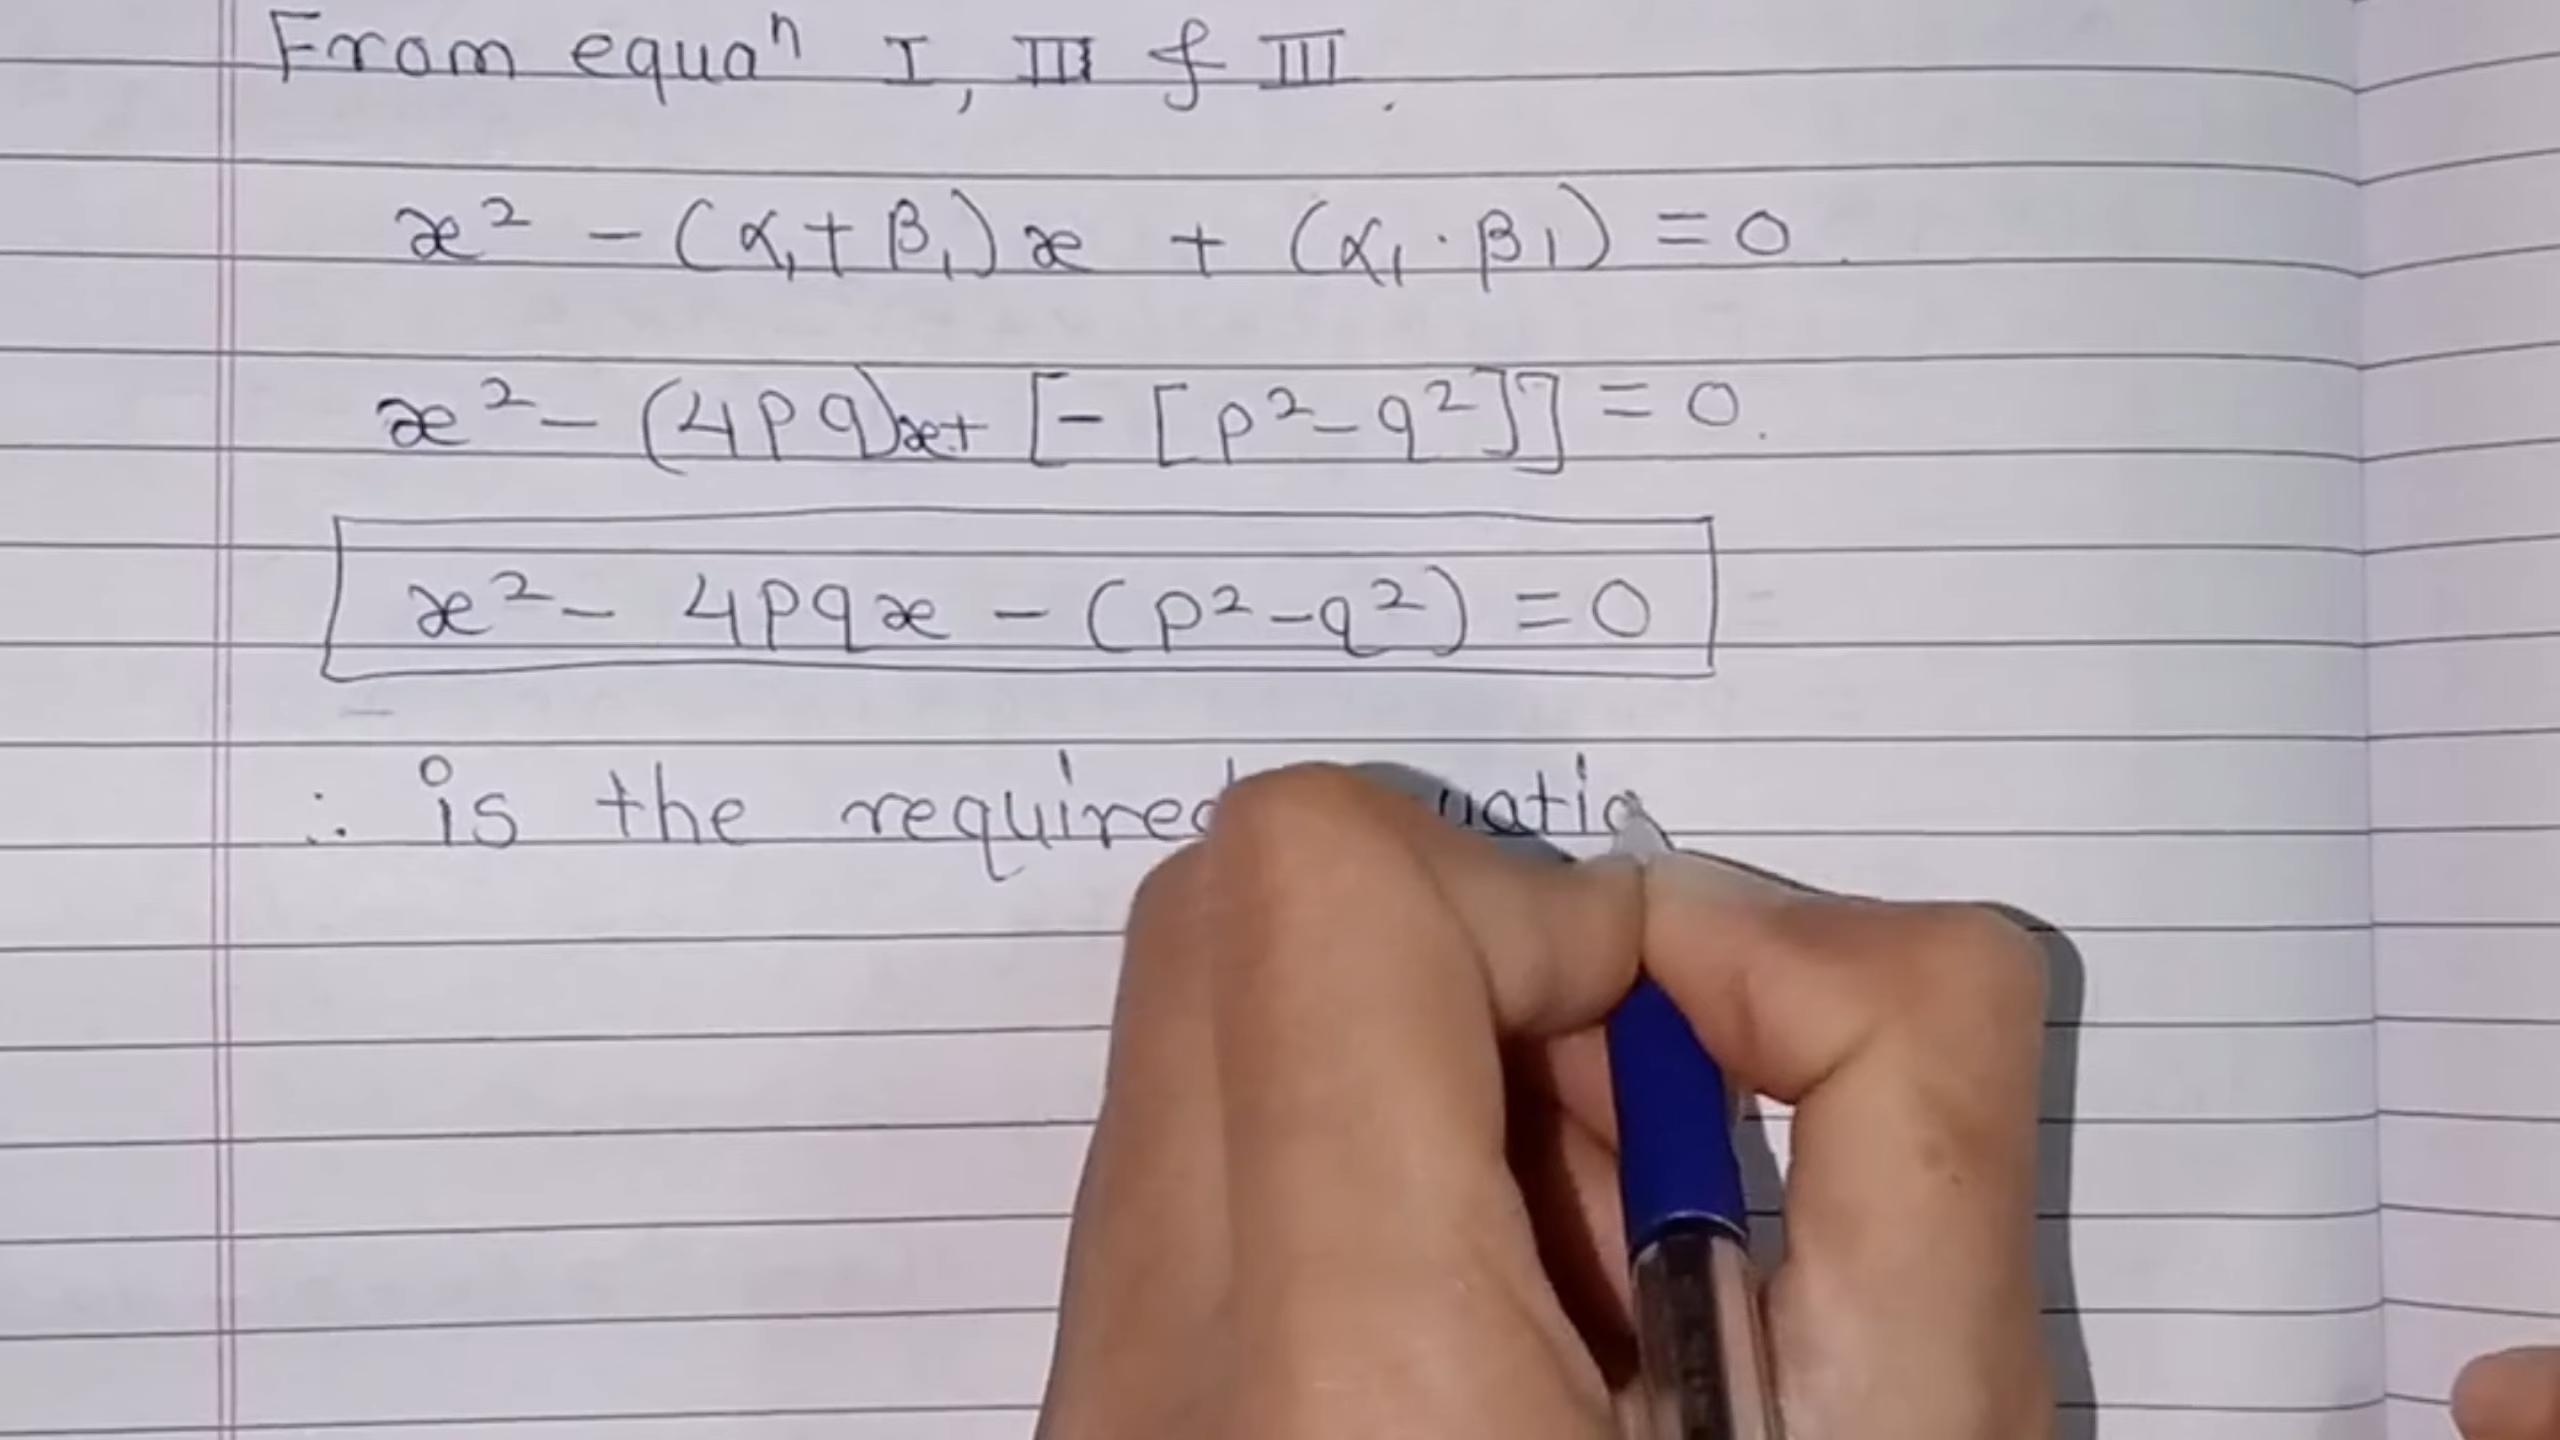 From equaⁿ I, III & III.
x² - (α₁ + β₁) x + (α₁ · β₁) = 0.
x² - (4pq)x + [- [p² - q²]] = 0.
x² - 4pqx - (p² - q²) = 0
∴ is the required